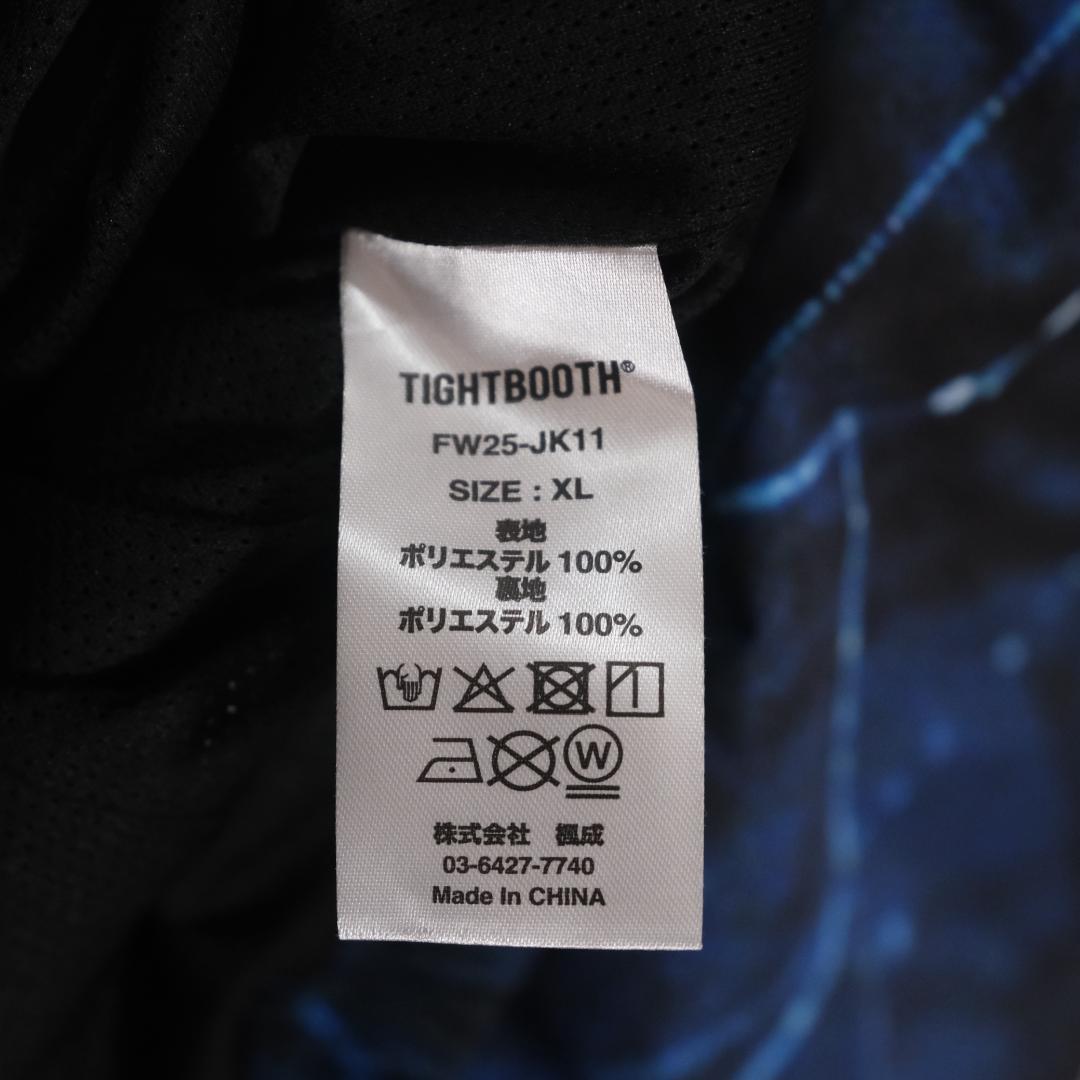 TIGHTBOOTH®
FW25-JK11
SIZE : XL
表地
ポリエステル 100%
裏地
ポリエステル 100%
W
株式会社 楓成
03-6427-7740
Made In CHINA